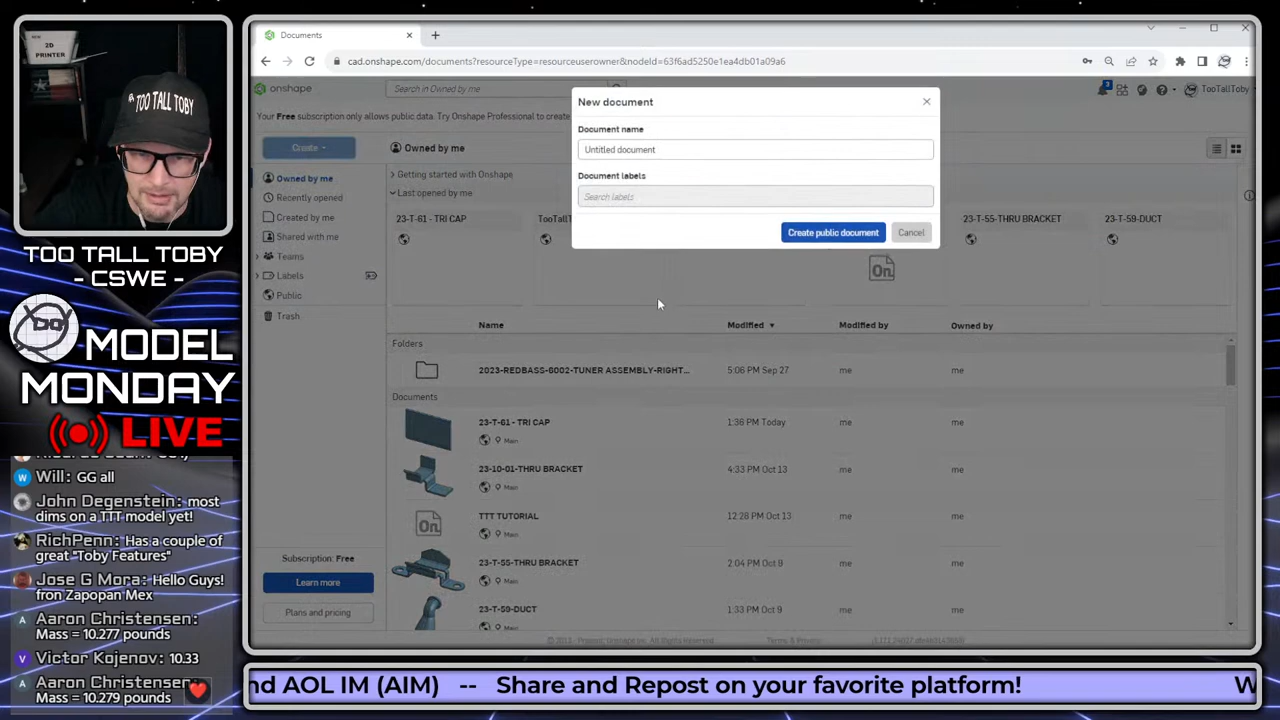 NEW
2D
PRINTER
TOO TALL TOBY
TOO TALL TOBY
- CSWE -
MODEL
MONDAY
LIVE
Will: GG all
John Degenstein: most
dims on a TTT model yet!
RichPenn: Has a couple of
great "Toby Features"
Jose G Mora: Hello Guys!
fron Zapopan Mex
Aaron Christensen:
Mass = 10.277 pounds
Victor Kojenov: 10.33
Aaron Christensen:
Mass = 10.279 pounds
Documents
cad.onshape.com/documents?resourceType=resourceuserowner&nodeId=63f6ad5250e1ea4db01a09a6
onshape
Search in Owned by me
3
TooTallToby
Your Free subscription only allows public data. Try Onshape Professional to create
Create
Owned by me
Owned by me
Recently opened
Created by me
Shared with me
Teams
Labels
Public
Trash
Subscription: Free
Learn more
Plans and pricing
Getting started with Onshape
Last opened by me
23-T-61 - TRI CAP
TooTallT
23-T-55-THRU BRACKET
23-T-59-DUCT
On
New document
Document name
Untitled document
Document labels
Search labels
Create public document
Cancel
Name
Modified
Modified by
Owned by
Folders
2023-REDBASS-6002-TUNER ASSEMBLY-RIGHT...
5:06 PM Sep 27
me
me
Documents
23-T-61 - TRI CAP
1:36 PM Today
me
me
Main
23-10-01-THRU BRACKET
4:33 PM Oct 13
me
me
Main
On
TTT TUTORIAL
12:28 PM Oct 13
me
me
Main
23-T-55-THRU BRACKET
2:04 PM Oct 9
me
me
Main
23-T-59-DUCT
1:33 PM Oct 9
me
me
Main
Terms & Privacy
nd AOL IM (AIM) -- Share and Repost on your favorite platform!
W